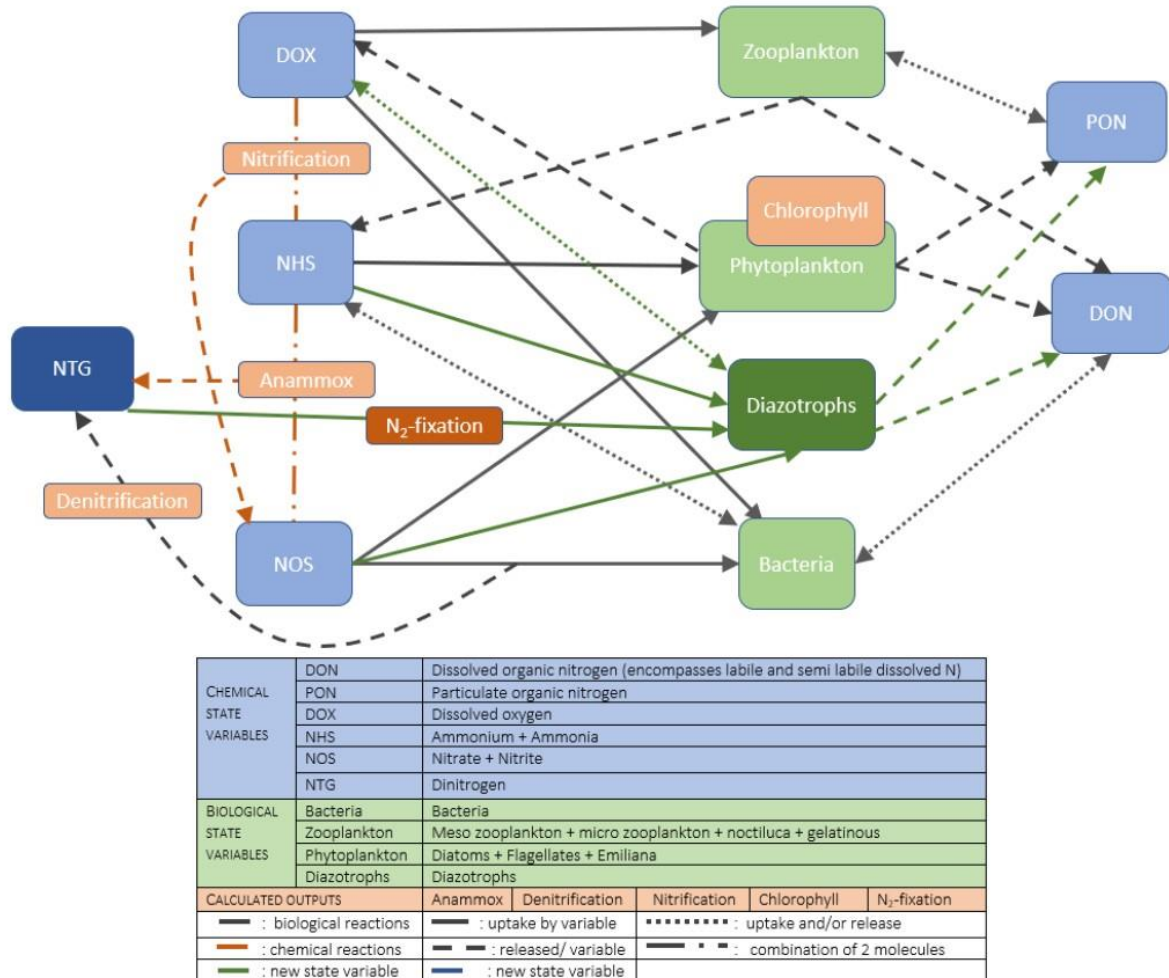 DOX
Zooplankton
PON
Nitrification
Chlorophyll
NHS
Phytoplankton
DON
NTG
Anammox
Diazotrophs
N₂-fixation
Denitrification
NOS
Bacteria
CHEMICAL STATE VARIABLES
DON Dissolved organic nitrogen (encompasses labile and semi labile dissolved N)
PON Particulate organic nitrogen
DOX Dissolved oxygen
NHS Ammonium + Ammonia
NOS Nitrate + Nitrite
NTG Dinitrogen
BIOLOGICAL STATE VARIABLES
Bacteria Bacteria
Zooplankton Meso zooplankton + micro zooplankton + noctiluca + gelatinous
Phytoplankton Diatoms + Flagellates + Emiliana
Diazotrophs Diazotrophs
CALCULATED OUTPUTS Anammox Denitrification Nitrification Chlorophyll N₂-fixation
: biological reactions : uptake by variable : uptake and/or release
: chemical reactions : released/ variable : combination of 2 molecules
: new state variable : new state variable